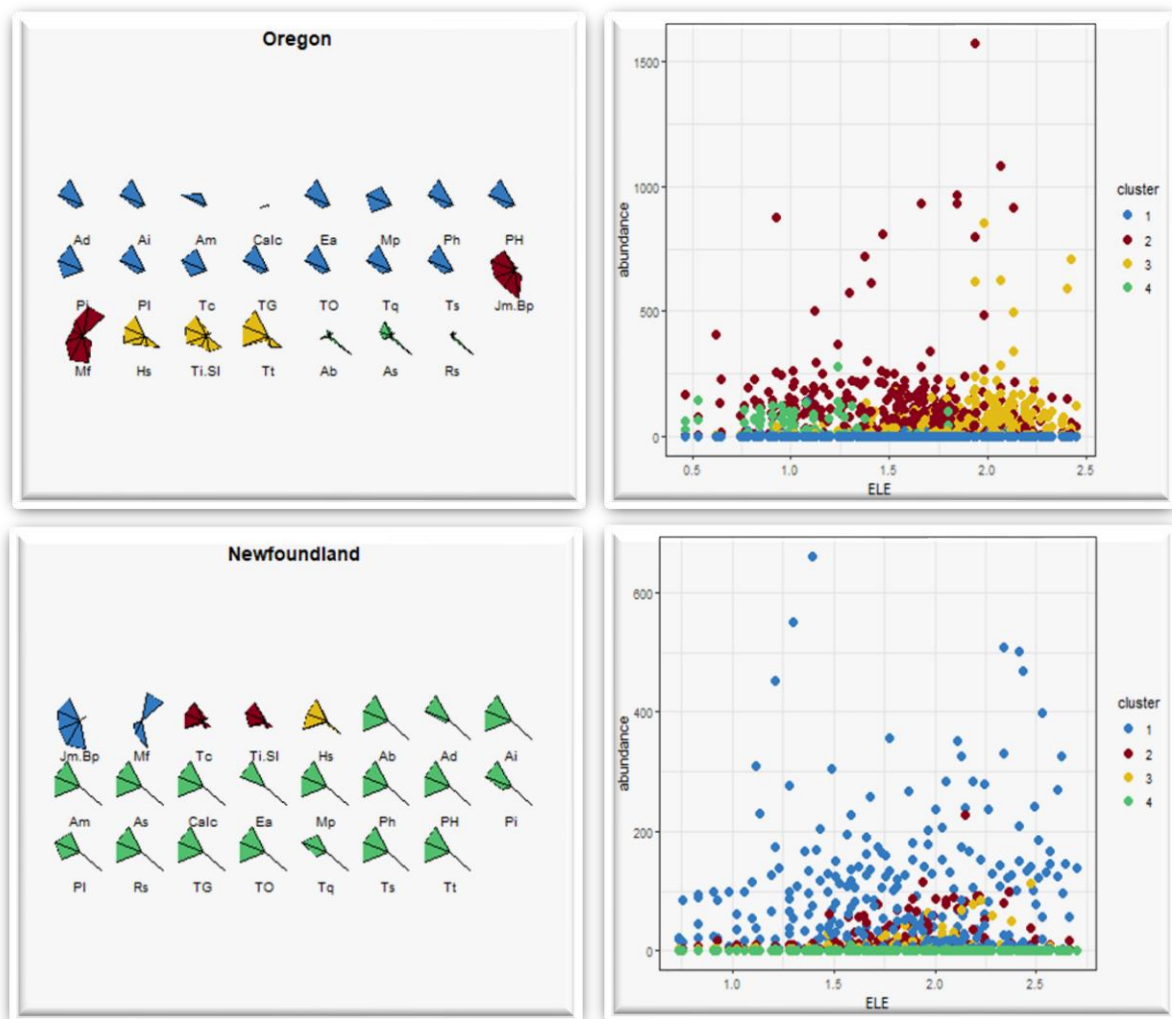 Oregon
Ad Ai Am Calc Ea Mp Ph PH
Pi Pl Tc TG TO Tq Ts Jm.Bp
Mf Hs Ti.Sl Tt Ab As Rs
abundance
1500
1000
500
0
0.5 1.0 1.5 2.0 2.5
ELE
cluster
1
2
3
4
Newfoundland
Jm.Bp Mf Tc Ti.Sl Hs Ab Ad Ai
Am As Calc Ea Mp Ph PH Pi
Pl Rs TG TO Tq Ts Tt
abundance
600
400
200
0
1.0 1.5 2.0 2.5
ELE
cluster
1
2
3
4